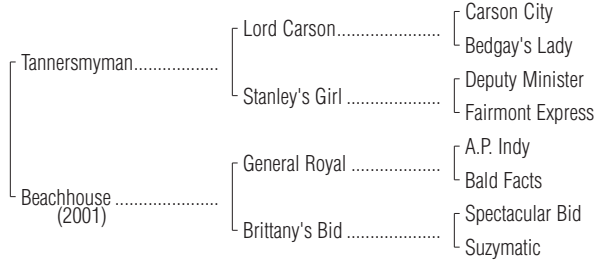 Carson City
Lord Carson
Bedgay's Lady
Tannersmyman
Deputy Minister
Stanley's Girl
Fairmont Express
A.P. Indy
General Royal
Bald Facts
Beachhouse
(2001)
Spectacular Bid
Brittany's Bid
Suzymatic